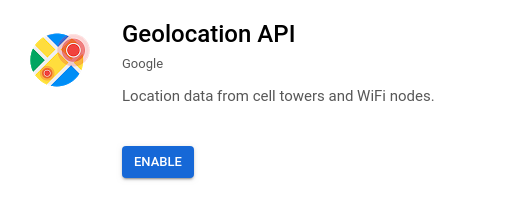 Geolocation API
Google
Location data from cell towers and WiFi nodes.
ENABLE